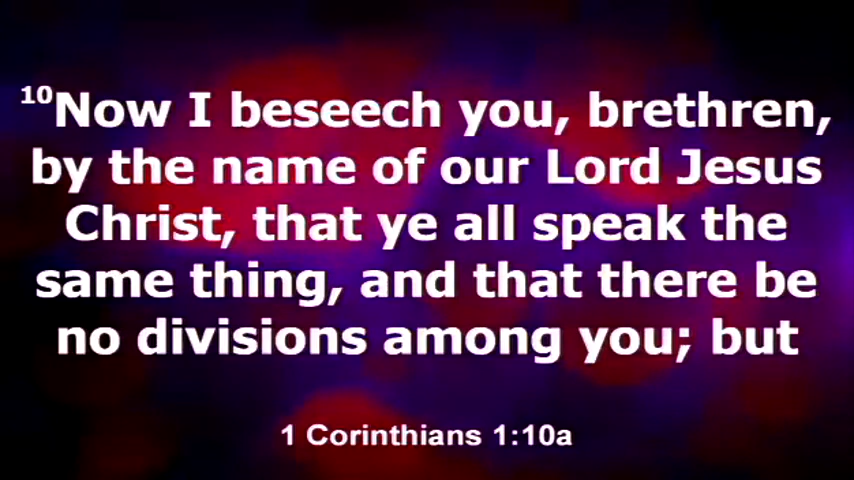 10Now I beseech you, brethren,
by the name of our Lord Jesus
Christ, that ye all speak the
same thing, and that there be
no divisions among you; but
1 Corinthians 1:10a